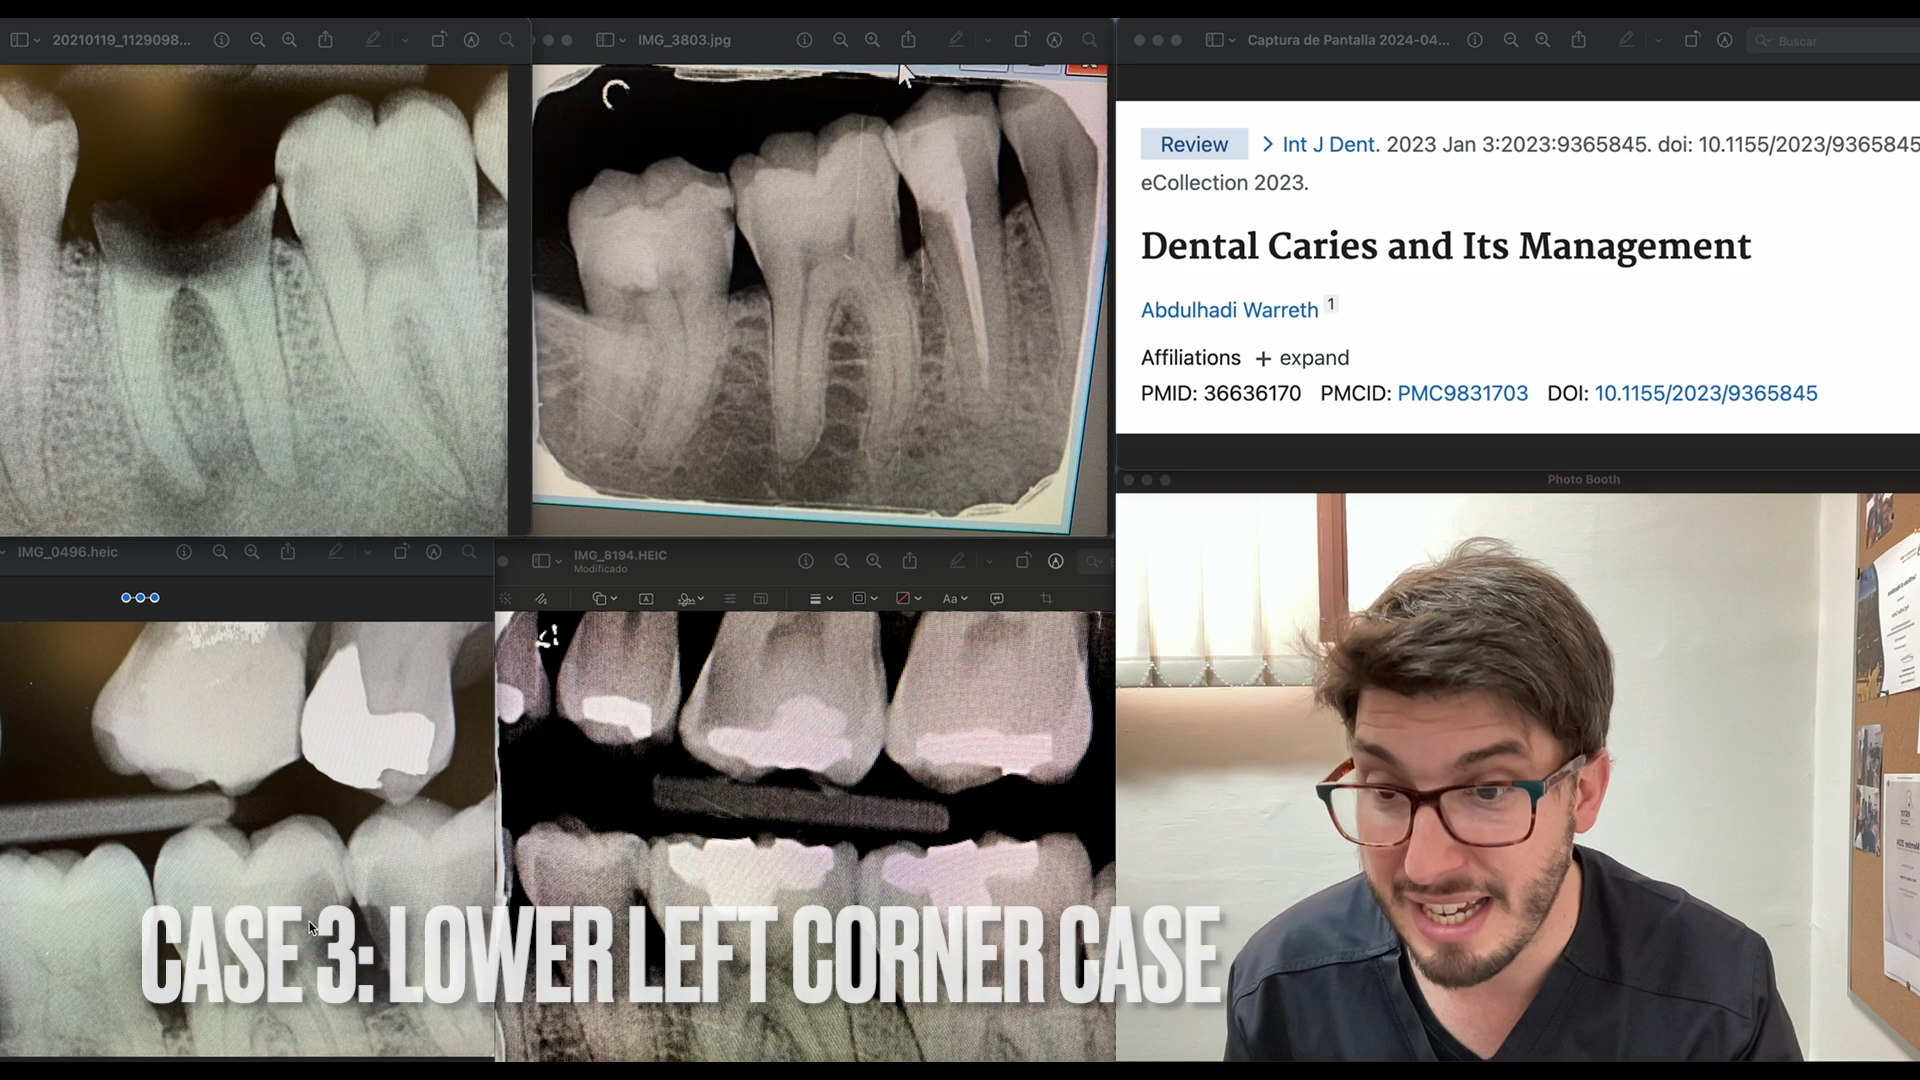 20210119_1129098...
IMG_3803.jpg
Captura de Pantalla 2024-04...
Buscar
Review
Int J Dent. 2023 Jan 3:2023:9365845. doi: 10.1155/2023/9365845
eCollection 2023.
Dental Caries and Its Management
Abdulhadi Warreth 1
Affiliations + expand
PMID: 36636170 PMCID: PMC9831703 DOI: 10.1155/2023/9365845
Photo Booth
IMG_0496.heic
IMG_8194.HEIC
Modificado
Aa
CASE 3: LOWER LEFT CORNER CASE